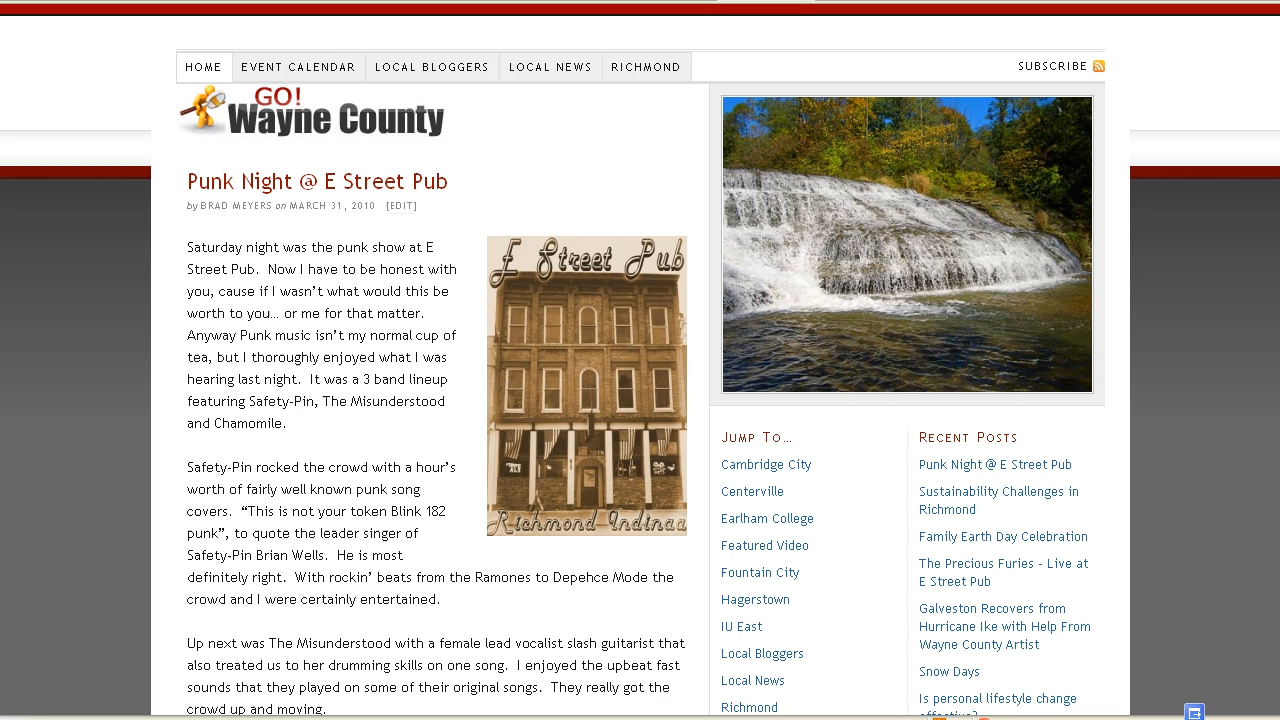 HOME
EVENT CALENDAR
LOCAL BLOGGERS
LOCAL NEWS
RICHMOND
SUBSCRIBE
GO!
Wayne County
Punk Night @ E Street Pub
by BRAD MEYERS on MARCH 31, 2010 [EDIT]
Saturday night was the punk show at E
Street Pub. Now I have to be honest with
you, cause if I wasn't what would this be
worth to you... or me for that matter.
Anyway Punk music isn't my normal cup of
tea, but I thoroughly enjoyed what I was
hearing last night. It was a 3 band lineup
featuring Safety-Pin, The Misunderstood
and Chamomile.
E Street Pub
ALE
Richmond Indinaa
Safety-Pin rocked the crowd with a hour's
worth of fairly well known punk song
covers. “This is not your token Blink 182
punk”, to quote the leader singer of
Safety-Pin Brian Wells. He is most
definitely right. With rockin' beats from the Ramones to Depehce Mode the
crowd and I were certainly entertained.
Up next was The Misunderstood with a female lead vocalist slash guitarist that
also treated us to her drumming skills on one song. I enjoyed the upbeat fast
sounds that they played on some of their original songs. They really got the
crowd up and moving.
Jump To...
Cambridge City
Centerville
Earlham College
Featured Video
Fountain City
Hagerstown
IU East
Local Bloggers
Local News
Richmond
Recent Posts
Punk Night @ E Street Pub
Sustainability Challenges in
Richmond
Family Earth Day Celebration
The Precious Furies - Live at
E Street Pub
Galveston Recovers from
Hurricane Ike with Help From
Wayne County Artist
Snow Days
Is personal lifestyle change
effective?